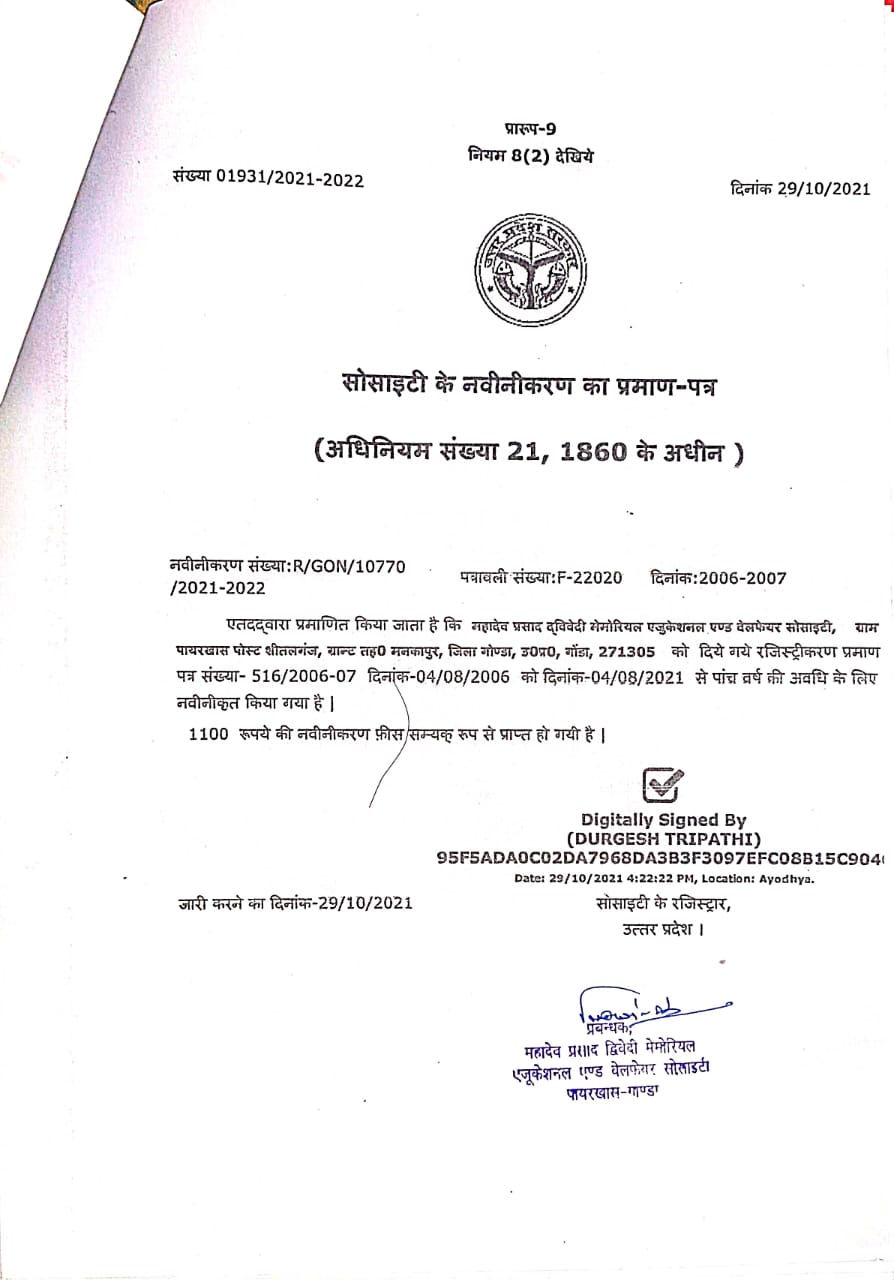 प्रारुप-9
नियम 8(2) देखिये
संख्या 01931/2021-2022
दिनांक 29/10/2021
उत्तर प्रदेश सरकार
सोसाइटी के नवीनीकरण का प्रमाण-पत्र
(अधिनियम संख्या 21, 1860 के अधीन )
नवीनीकरण संख्या:R/GON/10770
/2021-2022
पत्रावली संख्या:F-22020 दिनांक:2006-2007
एतदद्वारा प्रमाणित किया जाता है कि महादेव प्रसाद द्विवेदी मेमोरियल एजुकेशनल एण्ड वेलफेयर सोसाइटी, ग्राम
पायरखास पोस्ट शीतलगंज, ग्रान्ट तह0 मनकापुर, जिला गोण्डा, उ0प्र0, गोंडा, 271305 को दिये गये रजिस्ट्रीकरण प्रमाण
पत्र संख्या- 516/2006-07 दिनांक-04/08/2006 को दिनांक-04/08/2021 से पांच वर्ष की अवधि के लिए
नवीनीकृत किया गया है |
1100 रूपये की नवीनीकरण फ़ीस सम्यक् रुप से प्राप्त हो गयी है |
Digitally Signed By
(DURGESH TRIPATHI)
95F5ADA0C02DA7968DA3B3F3097EFC08B15C904
Date: 29/10/2021 4:22:22 PM, Location: Ayodhya.
जारी करने का दिनांक-29/10/2021
सोसाइटी के रजिस्ट्रार,
उत्तर प्रदेश ।
प्रबन्धक,
महादेव प्रसाद द्विवेदी मेमोरियल
एजूकेशनल एण्ड वेलफेयर सोसाइटी
पायरखास-गोण्डा